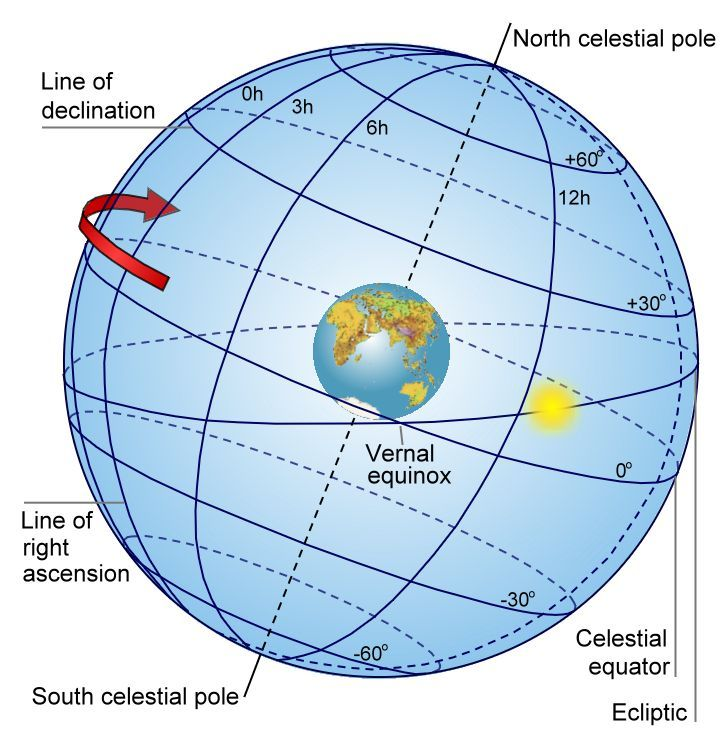 North celestial pole
Line of
declination
0h
3h
6h
+60°
12h
+30°
Vernal
equinox
0°
Line of
right
ascension
-30°
Celestial
equator
-60°
South celestial pole
Ecliptic